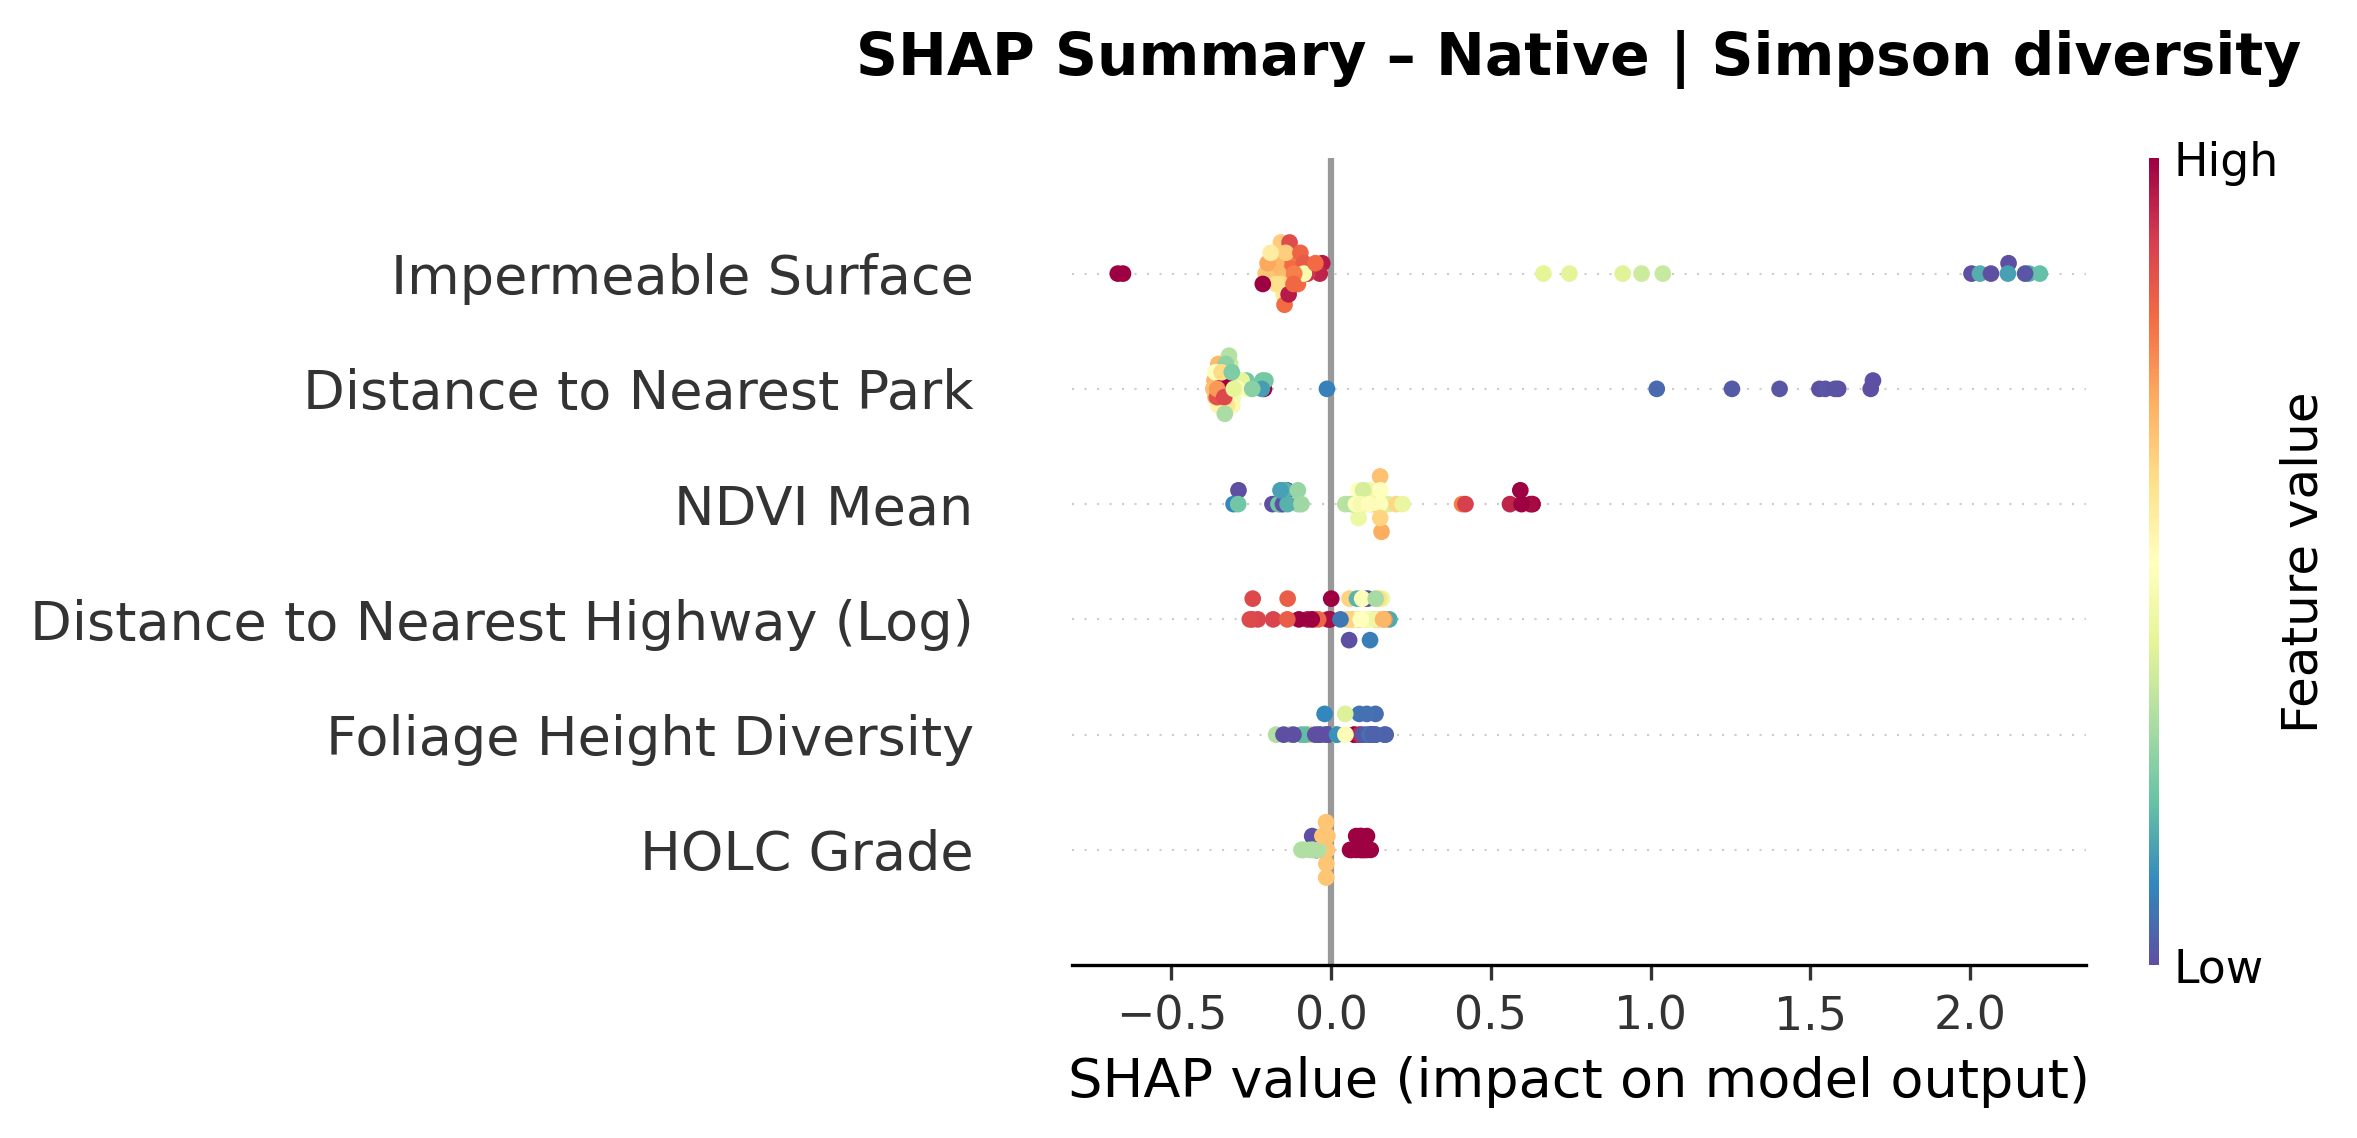 SHAP Summary – Native | Simpson diversity
High
Impermeable Surface
Distance to Nearest Park
NDVI Mean
Distance to Nearest Highway (Log)
Foliage Height Diversity
HOLC Grade
Feature value
Low
−0.5 0.0 0.5 1.0 1.5 2.0
SHAP value (impact on model output)